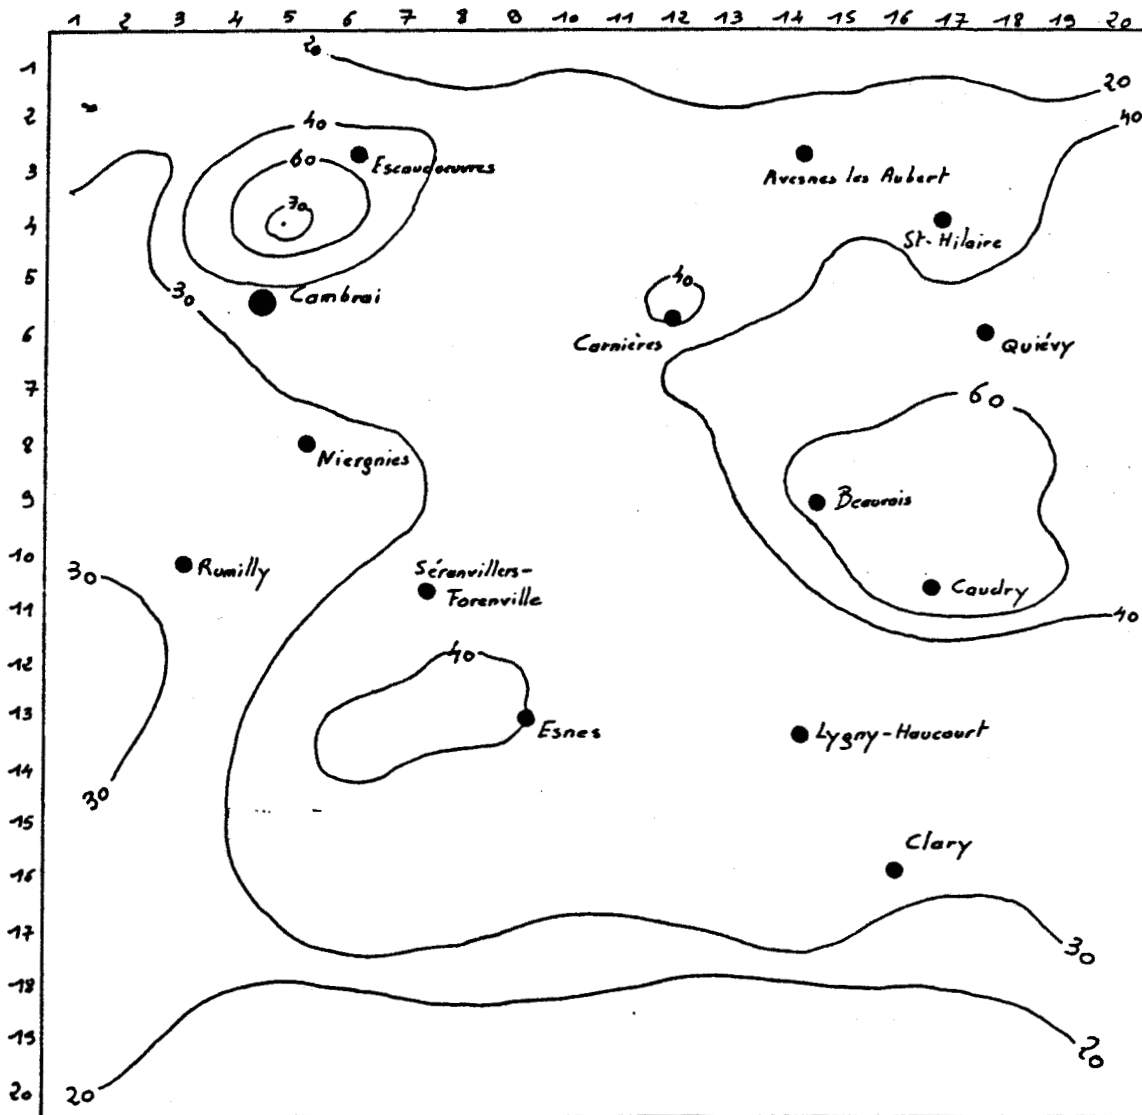 1 2 3 4 5 6 7 8 9 10 11 12 13 14 15 16 17 18 19 20
20
1
20
2
40
40
60
Escaudoeuvres
3
Avesnes les Aubert
70
4
St-Hilaire
5
40
30
Cambrai
6
Carnières
Quiévy
7
60
8
Niergnies
9
Beauvais
10
30
Rumilly
Séranvillers-
Forenville
Caudry
11
40
12
40
13
Esnes
Lygny-Haucourt
14
30
15
Clary
16
17
30
18
19
20
20
20